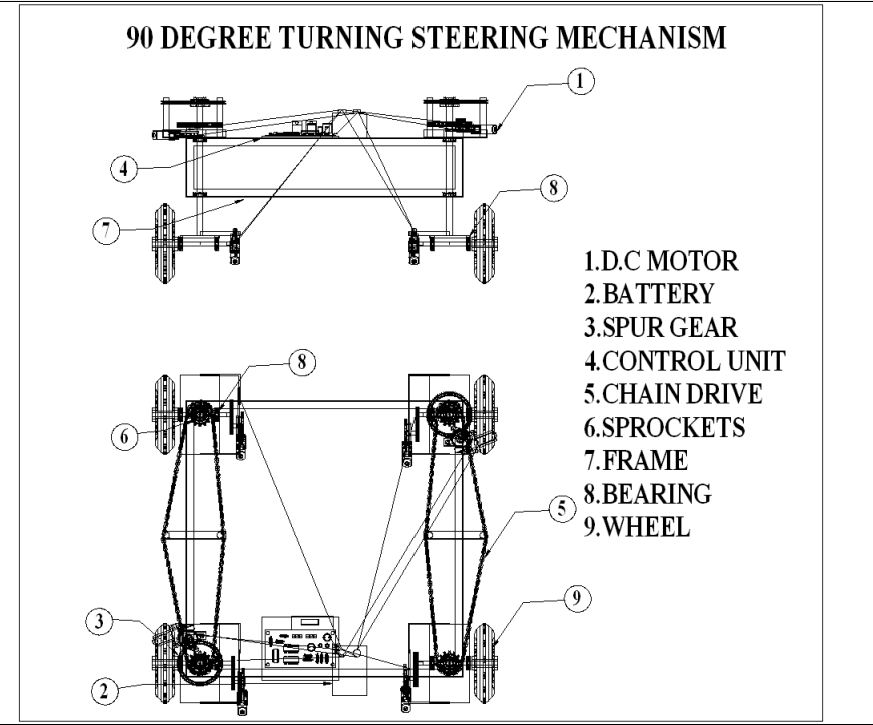 90 DEGREE TURNING STEERING MECHANISM
1
4
8
7
1.D.C MOTOR
2.BATTERY
3.SPUR GEAR
4.CONTROL UNIT
5.CHAIN DRIVE
6.SPROCKETS
7.FRAME
8.BEARING
9.WHEEL
8
6
5
3
9
2